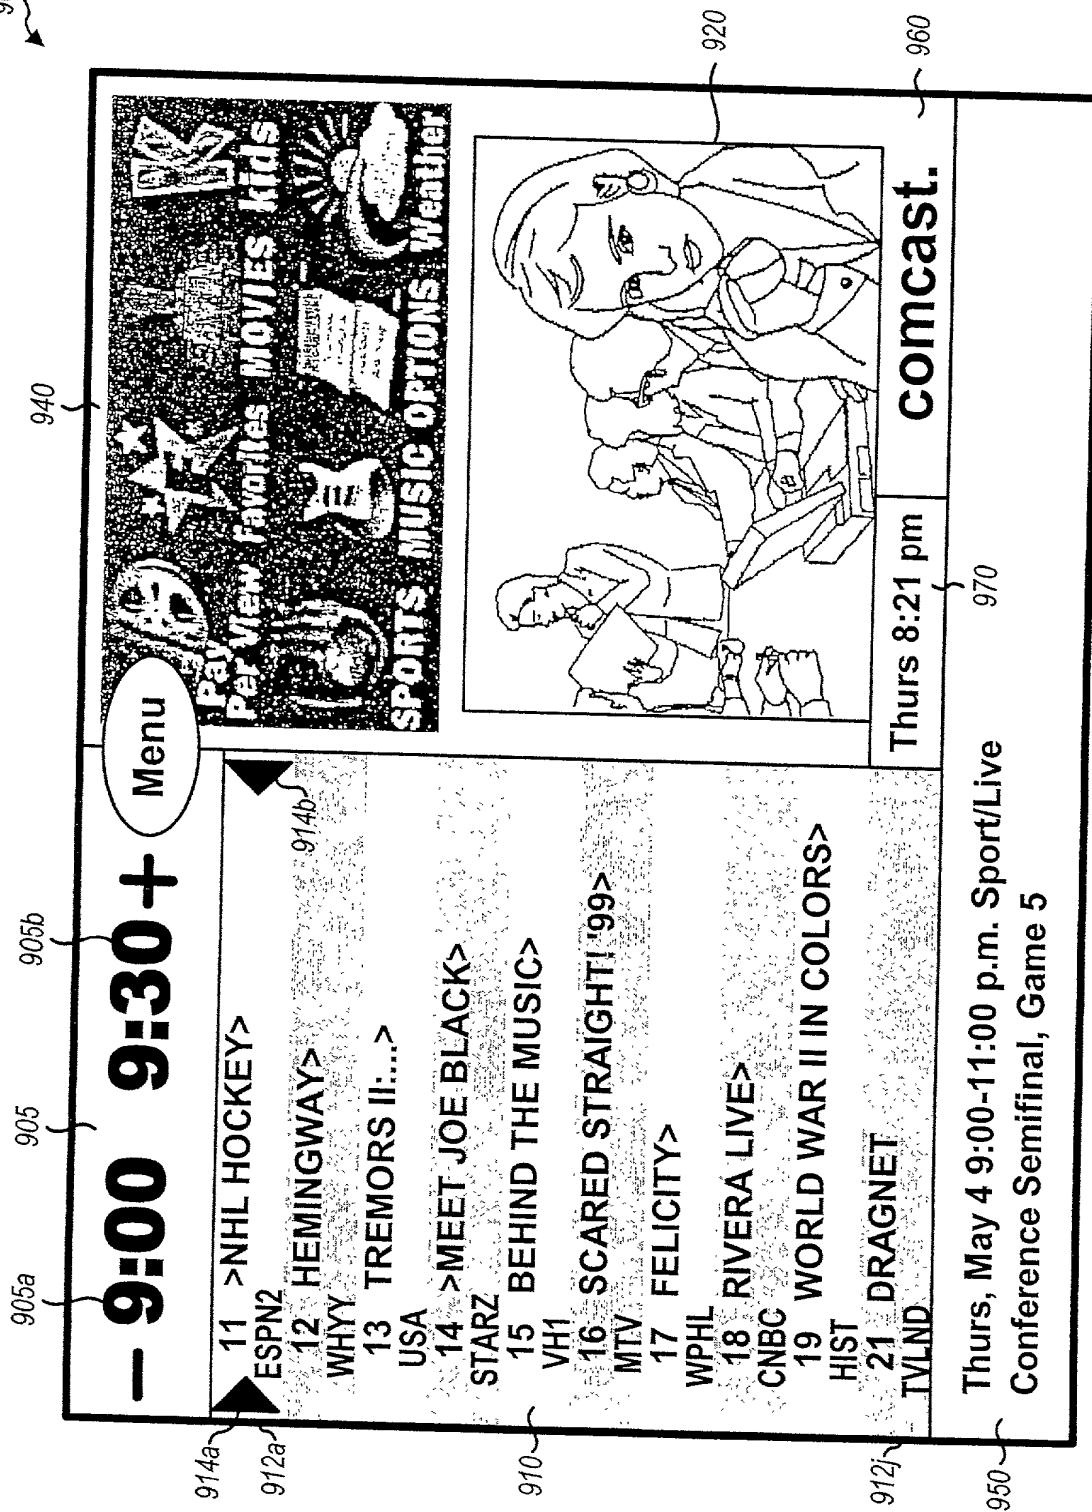 940
905
905a
905b
920
960
– 9:00 9:30 +
Menu
Pay
Per View favorites MOVIES kids
SPORTS MUSIC OPTIONS Weather
914a
912a
914b
11 >NHL HOCKEY>
ESPN2
12 HEMINGWAY>
WHYY
13 TREMORS II:...>
USA
14 >MEET JOE BLACK>
STARZ
15 BEHIND THE MUSIC>
VH1
16 SCARED STRAIGHT! '99>
MTV
17 FELICITY>
WPHL
18 RIVERA LIVE>
CNBC
19 WORLD WAR II IN COLORS>
HIST
21 DRAGNET
TVLND
910
912j
Thurs 8:21 pm
comcast.
970
950
Thurs, May 4 9:00-11:00 p.m. Sport/Live
Conference Semifinal, Game 5